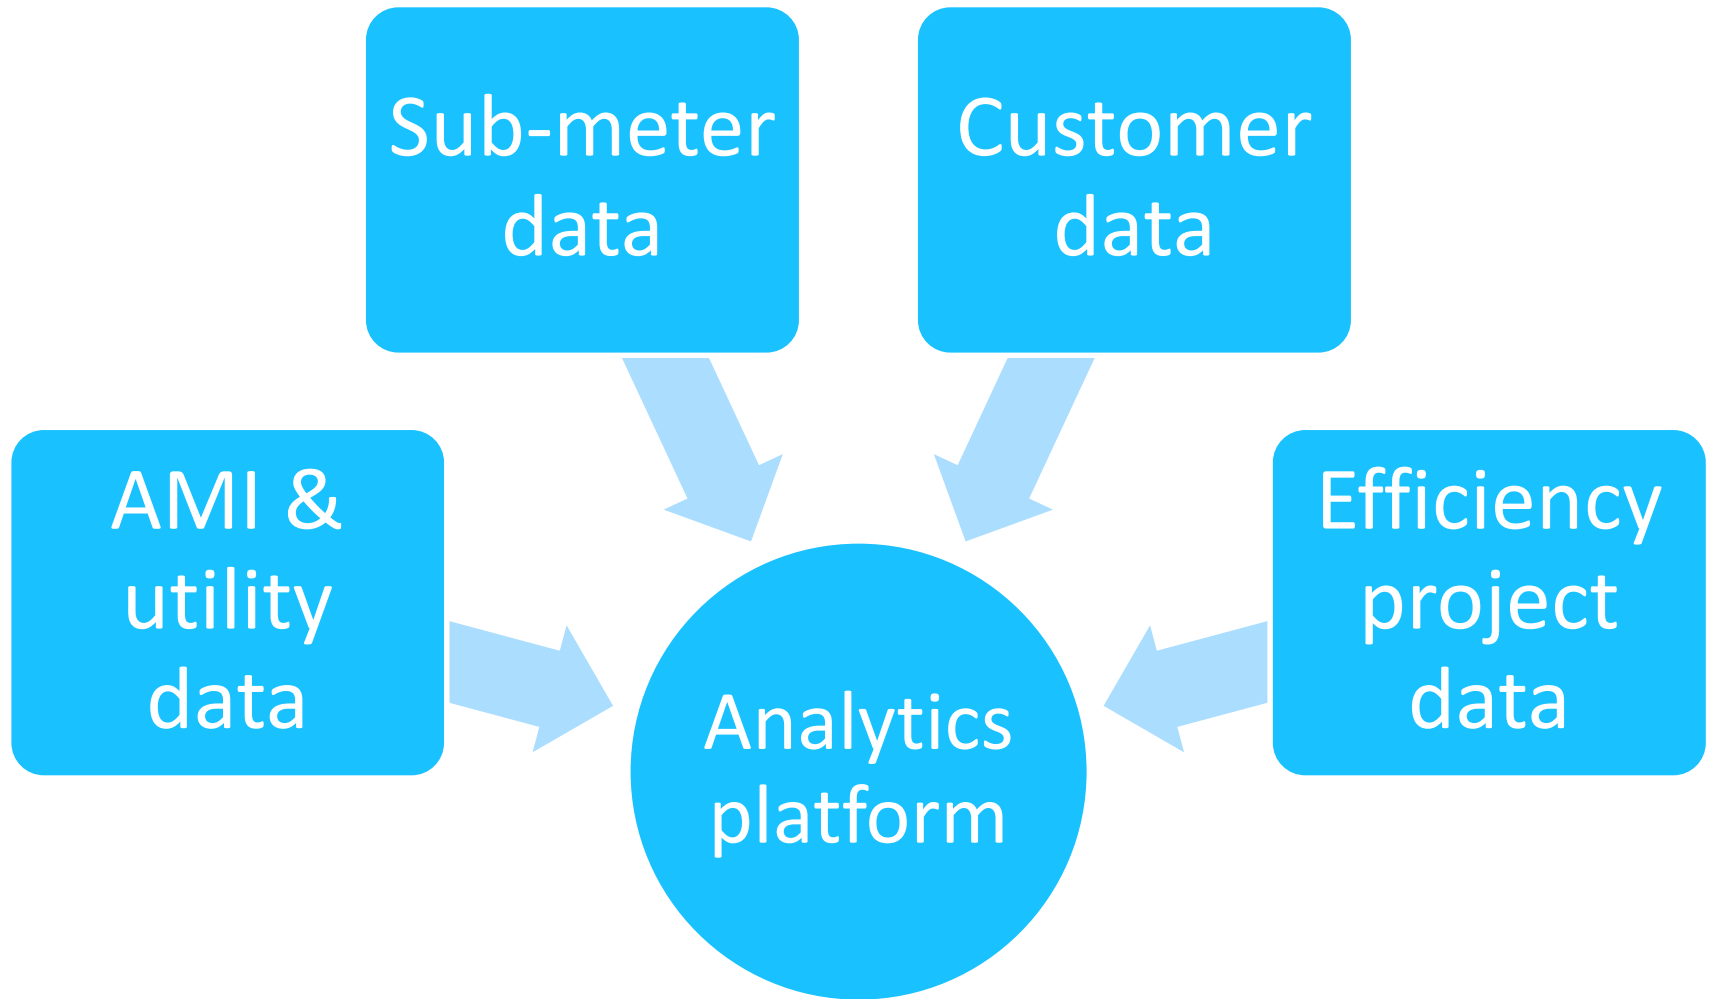 Sub-meter
data
Customer
data
AMI &
utility
data
Efficiency
project
data
Analytics
platform